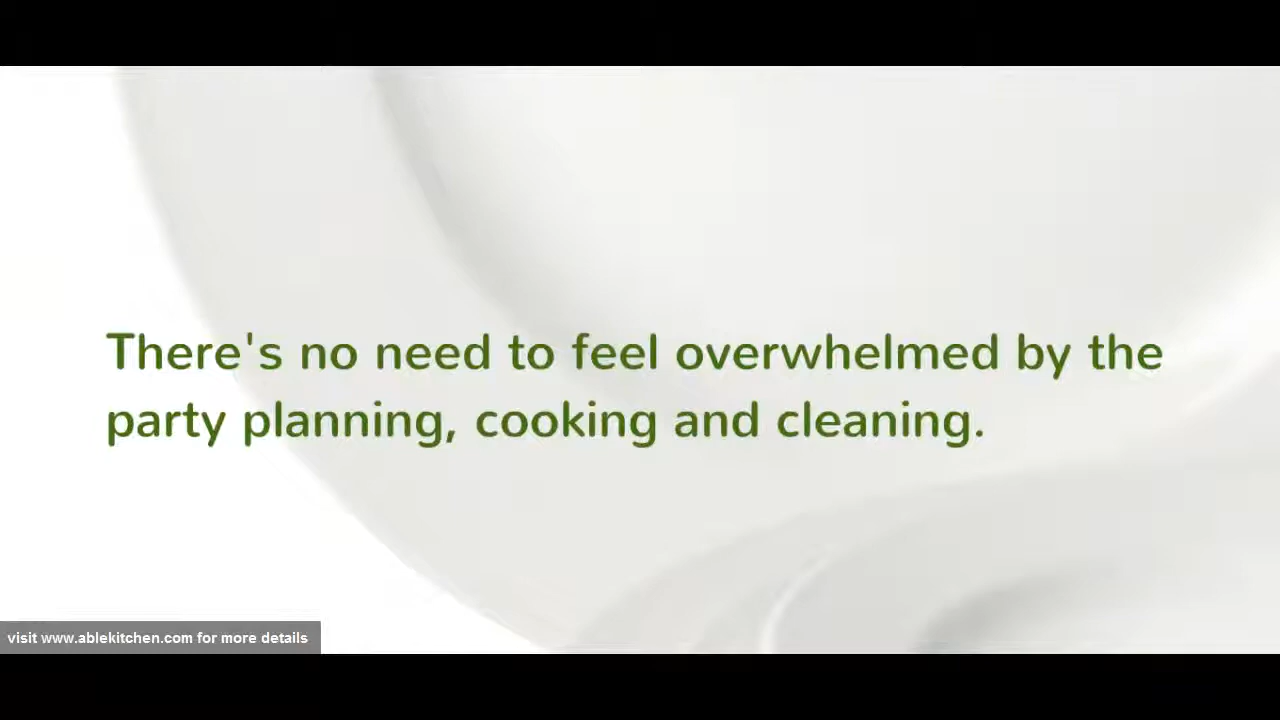 There's no need to feel overwhelmed by the
party planning, cooking and cleaning.
visit www.ablekitchen.com for more details